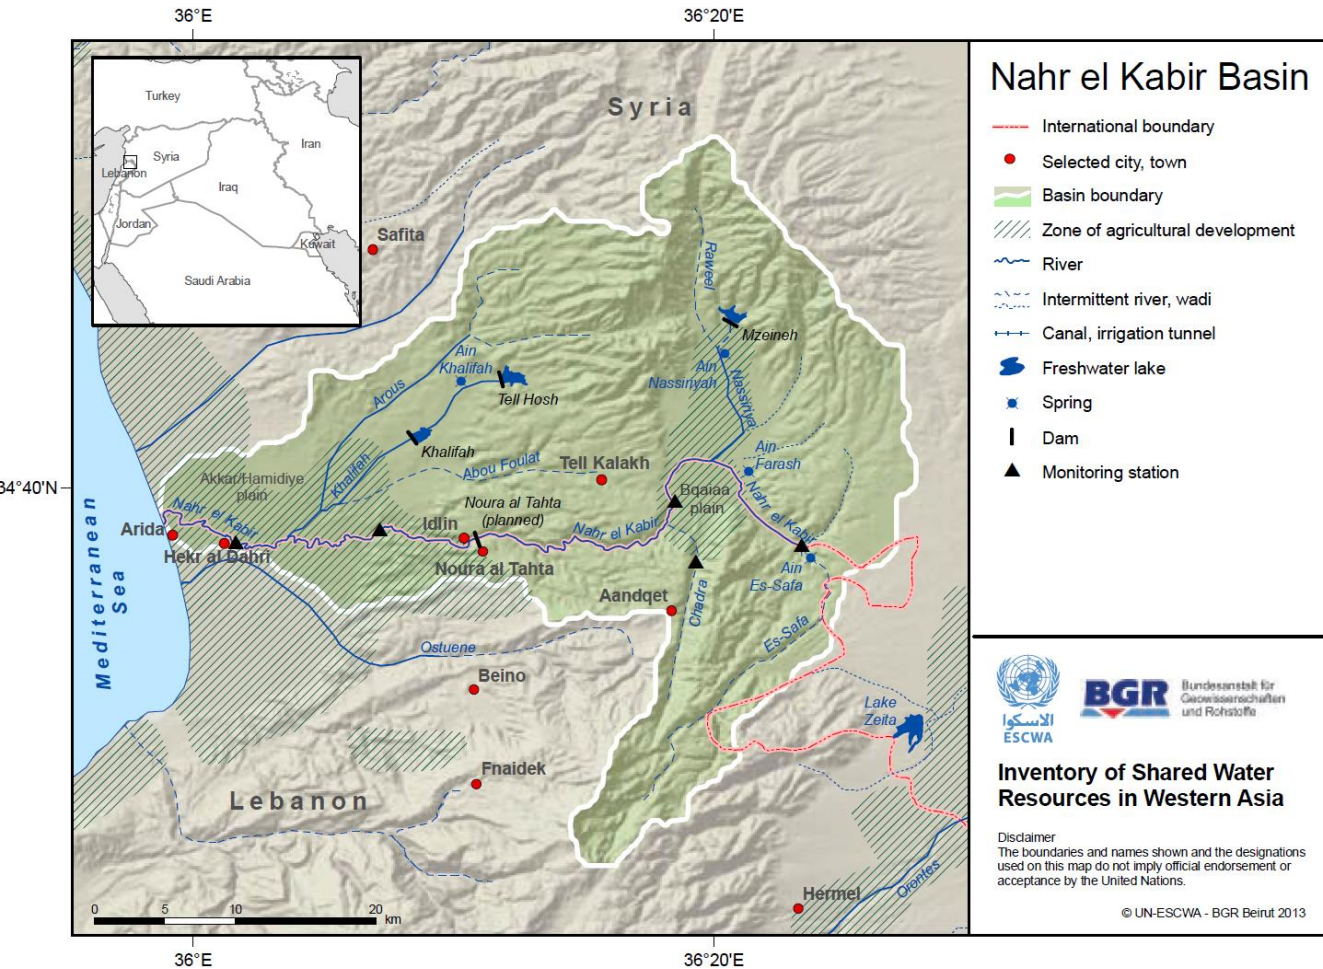 36°E
36°20'E
Turkey
Syria
Iran
Lebanon
Iraq
Jordan
Kuwait
Saudi Arabia
Syria
Safita
Raweel
Mzeineh
Ain
Nassiriyah
Nassiriya
Ain
Khalifah
Arous
Tell Hosh
Khalifah
Khalifah
Abou Foulat
Tell Kalakh
Ain
Farash
34°40'N
Akkar/Hamidiye
plain
Nahr el Kabir
Noura al Tahta
(planned)
Bqaiaa
plain
Nahr el Kabir
Nahr el Kabir
Arida
Hekr al Dahri
Idlin
Noura al Tahta
Ain
Es-Safa
Aandqet
Chadra
Es-Safa
Mediterranean
Sea
Ostuene
Beino
Lake
Zeita
Fnaidek
Lebanon
Hermel
Orontes
0 5 10 20
km
36°E
36°20'E
Nahr el Kabir Basin
International boundary
Selected city, town
Basin boundary
Zone of agricultural development
River
Intermittent river, wadi
Canal, irrigation tunnel
Freshwater lake
Spring
Dam
Monitoring station
الاسكوا
ESCWA
BGR
Bundesanstalt für
Geowissenschaften
und Rohstoffe
Inventory of Shared Water
Resources in Western Asia
Disclaimer
The boundaries and names shown and the designations
used on this map do not imply official endorsement or
acceptance by the United Nations.
© UN-ESCWA - BGR Beirut 2013